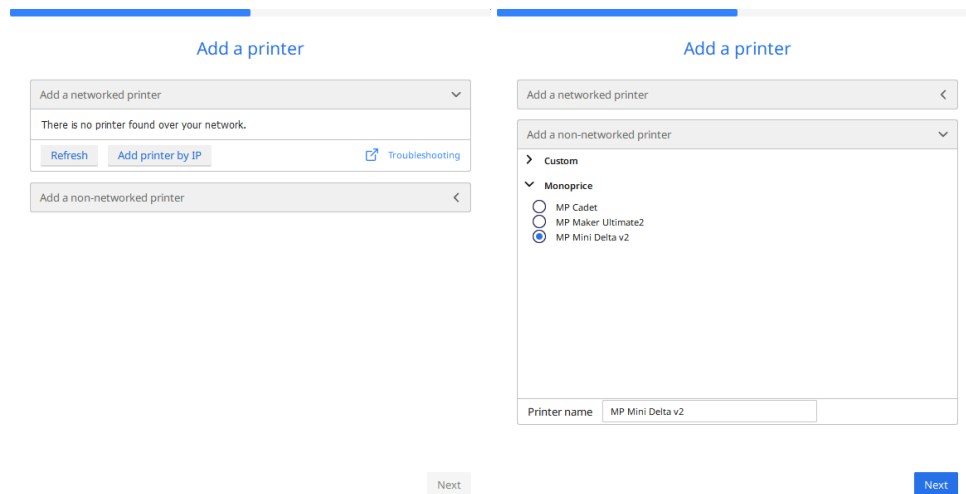 Add a printer
Add a networked printer
There is no printer found over your network.
Refresh
Add printer by IP
Troubleshooting
Add a non-networked printer
Next
Add a printer
Add a networked printer
Add a non-networked printer
Custom
Monoprice
MP Cadet
MP Maker Ultimate2
MP Mini Delta v2
Printer name
MP Mini Delta v2
Next